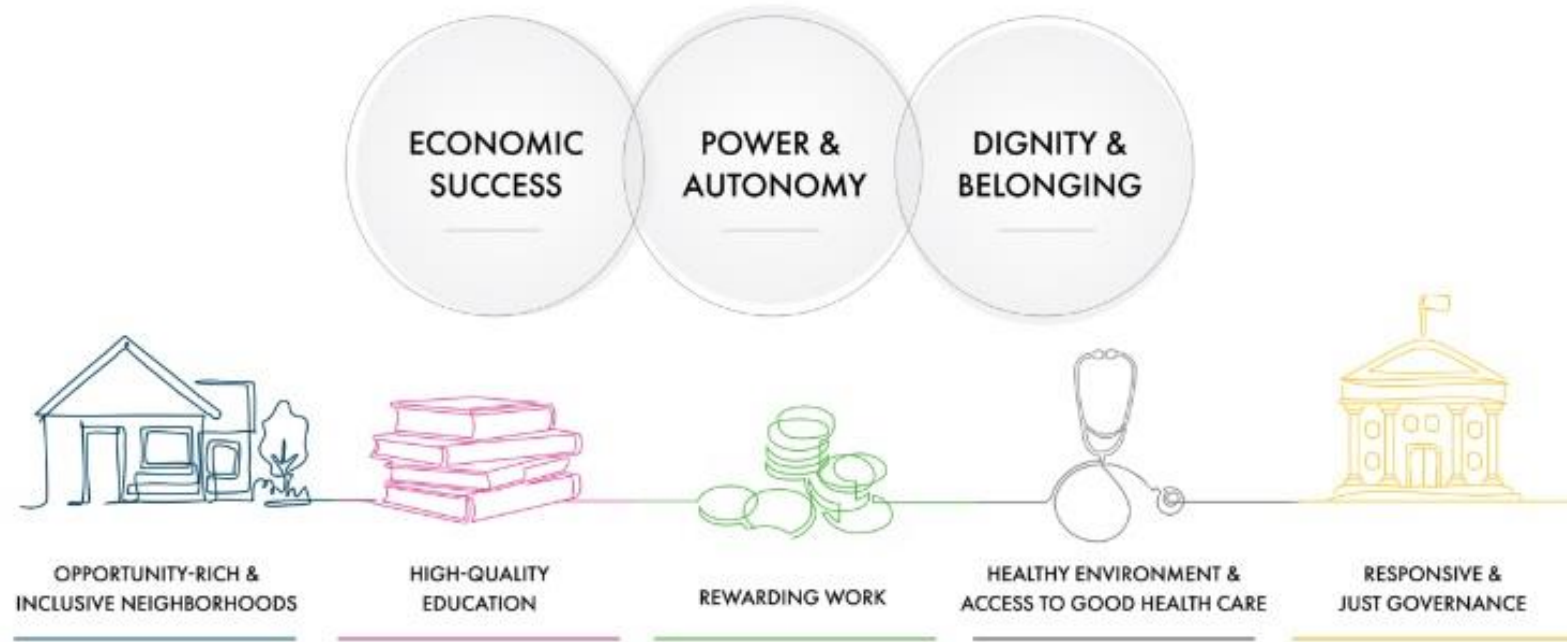 ECONOMIC
SUCCESS
POWER &
AUTONOMY
DIGNITY &
BELONGING
OPPORTUNITY-RICH &
INCLUSIVE NEIGHBORHOODS
HIGH-QUALITY
EDUCATION
REWARDING WORK
HEALTHY ENVIRONMENT &
ACCESS TO GOOD HEALTH CARE
RESPONSIVE &
JUST GOVERNANCE